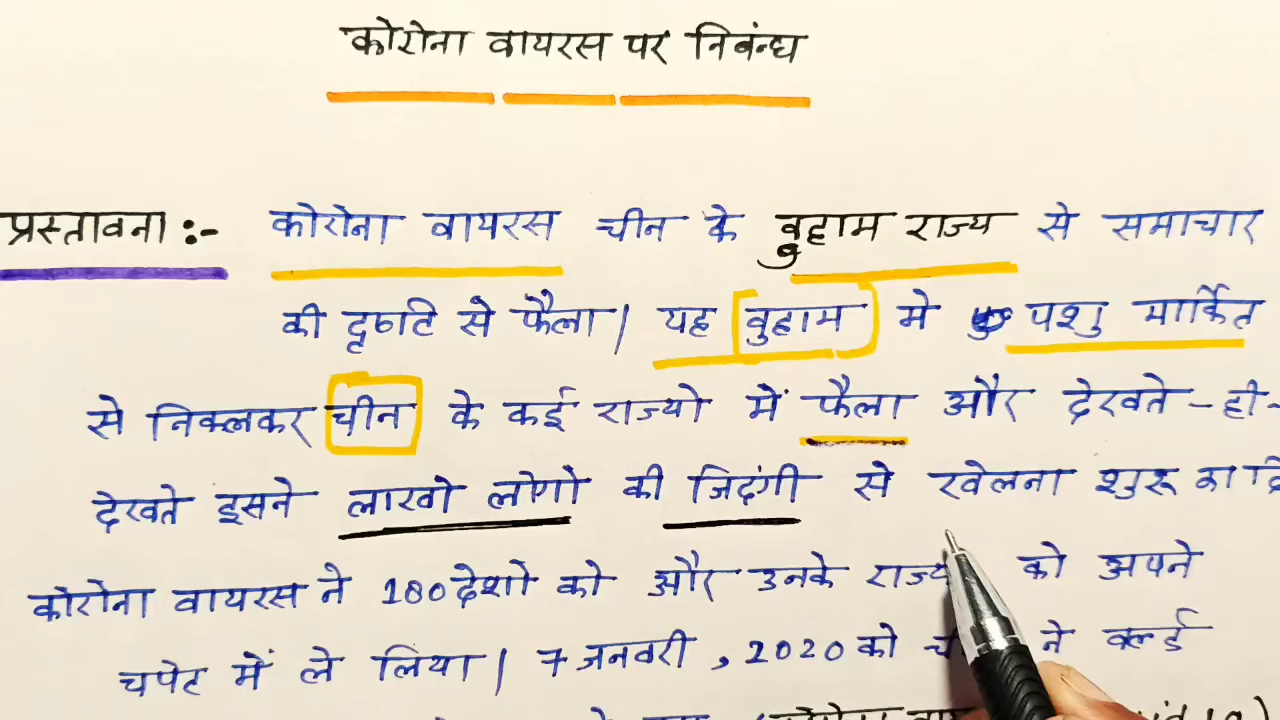 कोरोना वायरस पर निबंन्ध
प्रस्तावना :- कोरोना वायरस चीन के वुहाम राज्य से समाचार
की दृष्टि से फैला। यह वुहाम मे पशु मार्कित
से निकलकर चीन के कई राज्यो में फैला और देखते-ही-
देखते इसने लाखो लोगो की जिदंगी से खेलना शुरू का
कोरोना वायरस ने 180 देशो को और उनके राज्य को अपने
चपेट में ले लिया। 7 जनवरी , 2020 को ने वर्ल्ड